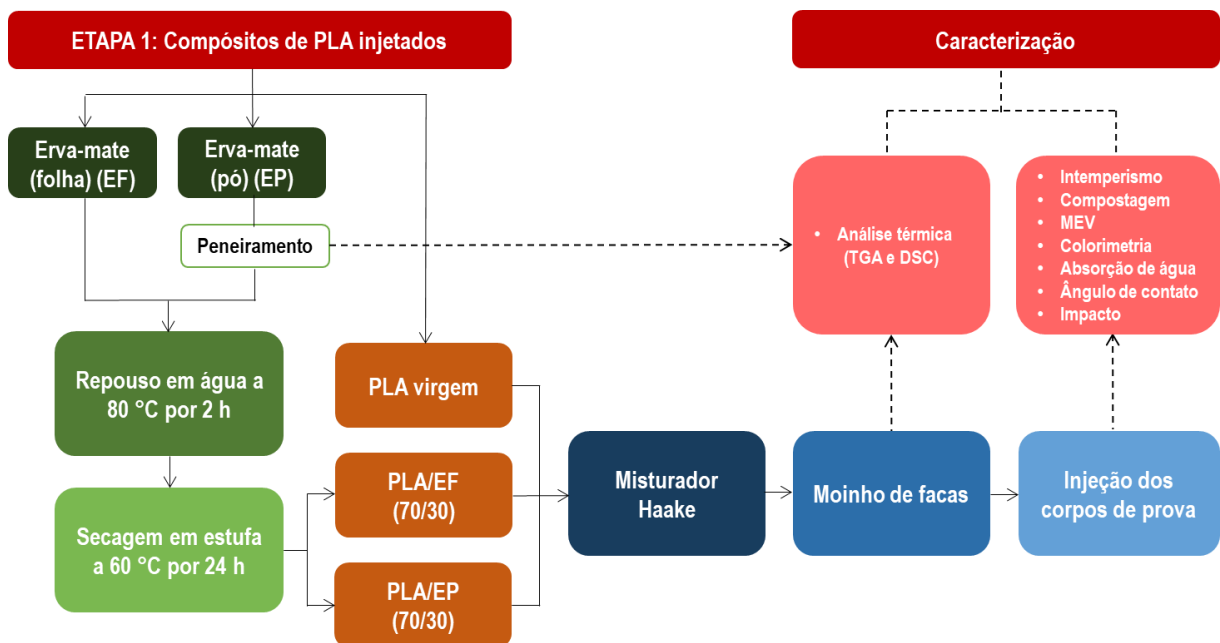 ETAPA 1: Compósitos de PLA injetados
Caracterização
Erva-mate
(folha) (EF)
Erva-mate
(pó) (EP)
Peneiramento
• Análise térmica
(TGA e DSC)
• Intemperismo
• Compostagem
• MEV
• Colorimetria
• Absorção de água
• Ângulo de contato
• Impacto
Repouso em água a
80 °C por 2 h
PLA virgem
Secagem em estufa
a 60 °C por 24 h
PLA/EF
(70/30)
PLA/EP
(70/30)
Misturador
Haake
Moinho de facas
Injeção dos
corpos de prova